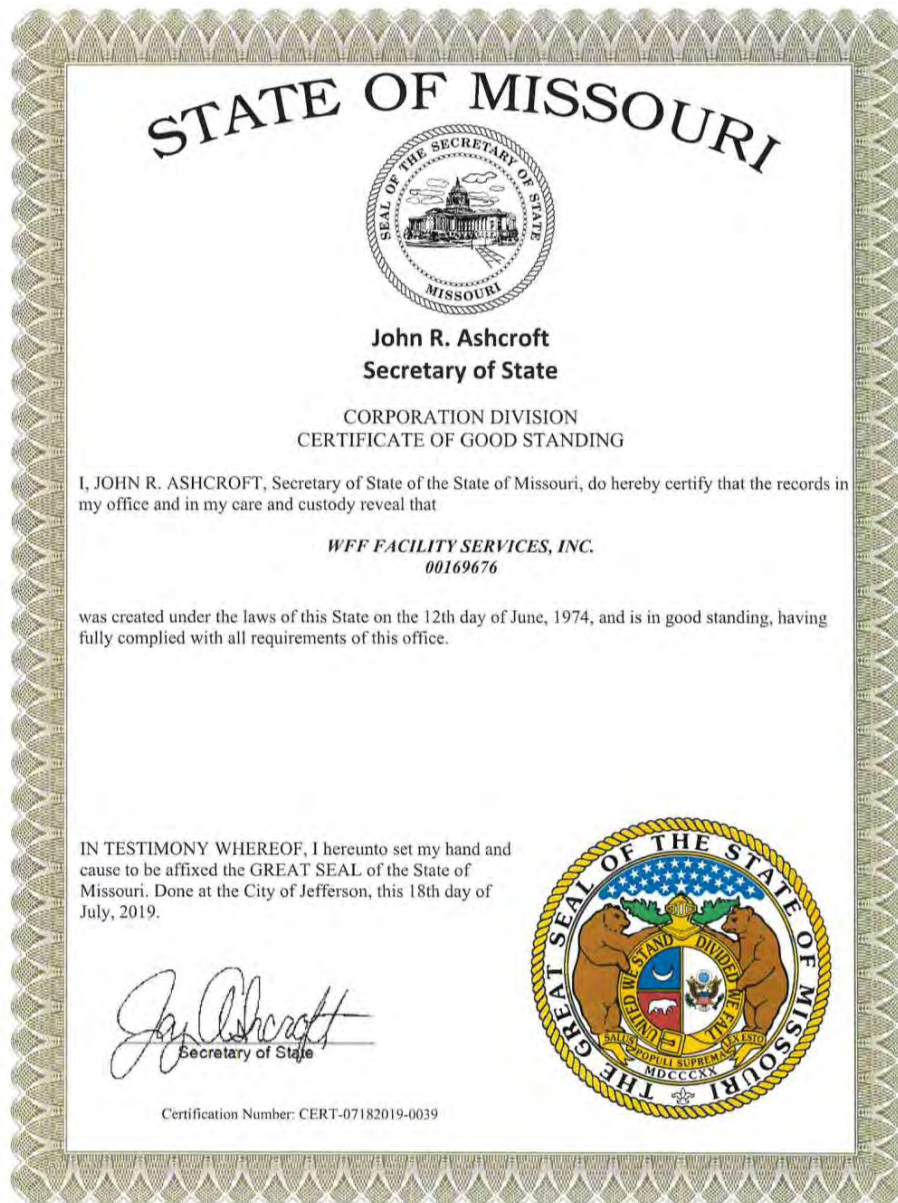 STATE OF MISSOURI
SEAL OF THE SECRETARY OF STATE
MISSOURI
John R. Ashcroft
Secretary of State
CORPORATION DIVISION
CERTIFICATE OF GOOD STANDING
I, JOHN R. ASHCROFT, Secretary of State of the State of Missouri, do hereby certify that the records in
my office and in my care and custody reveal that
WFF FACILITY SERVICES, INC.
00169676
was created under the laws of this State on the 12th day of June, 1974, and is in good standing, having
fully complied with all requirements of this office.
IN TESTIMONY WHEREOF, I hereunto set my hand and
cause to be affixed the GREAT SEAL of the State of
Missouri. Done at the City of Jefferson, this 18th day of
July, 2019.
Jay Ashcroft
Secretary of State
Certification Number: CERT-07182019-0039
THE GREAT SEAL OF THE STATE OF MISSOURI
UNITED WE STAND DIVIDED WE FALL
SALUS POPULI SUPREMA LEX ESTO
MDCCCXX